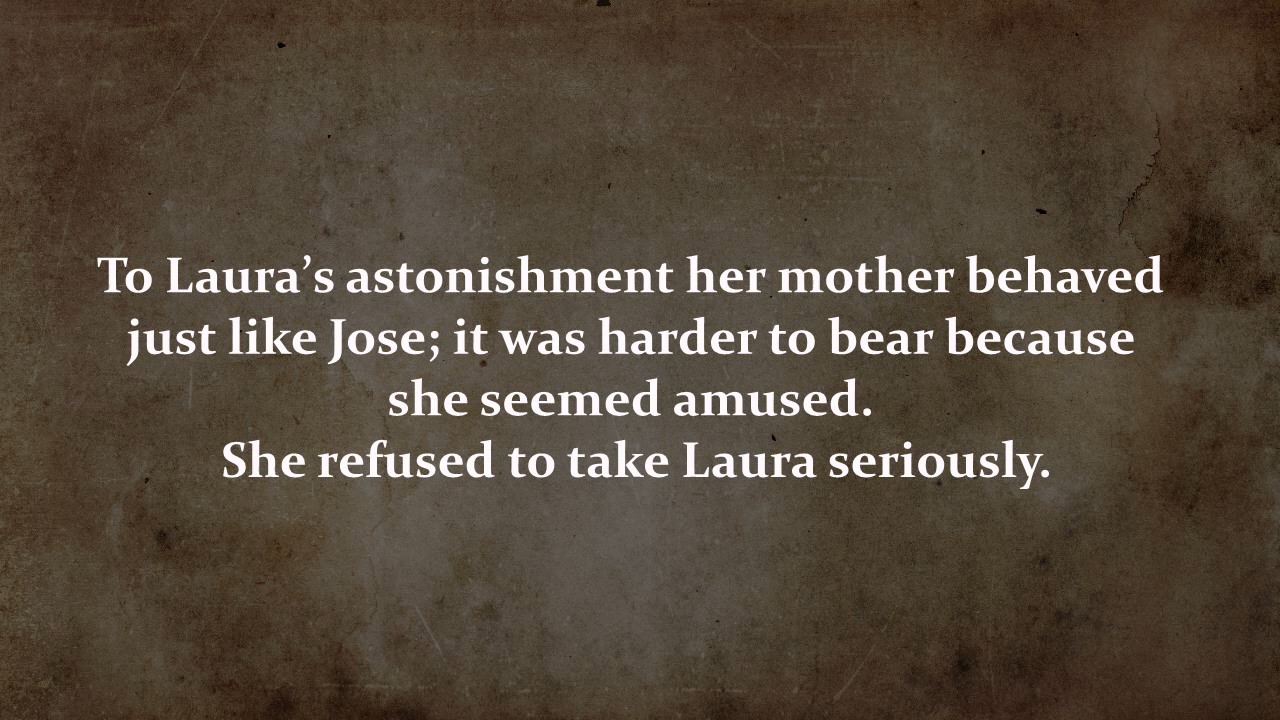 To Laura’s astonishment her mother behaved
just like Jose; it was harder to bear because
she seemed amused.
She refused to take Laura seriously.